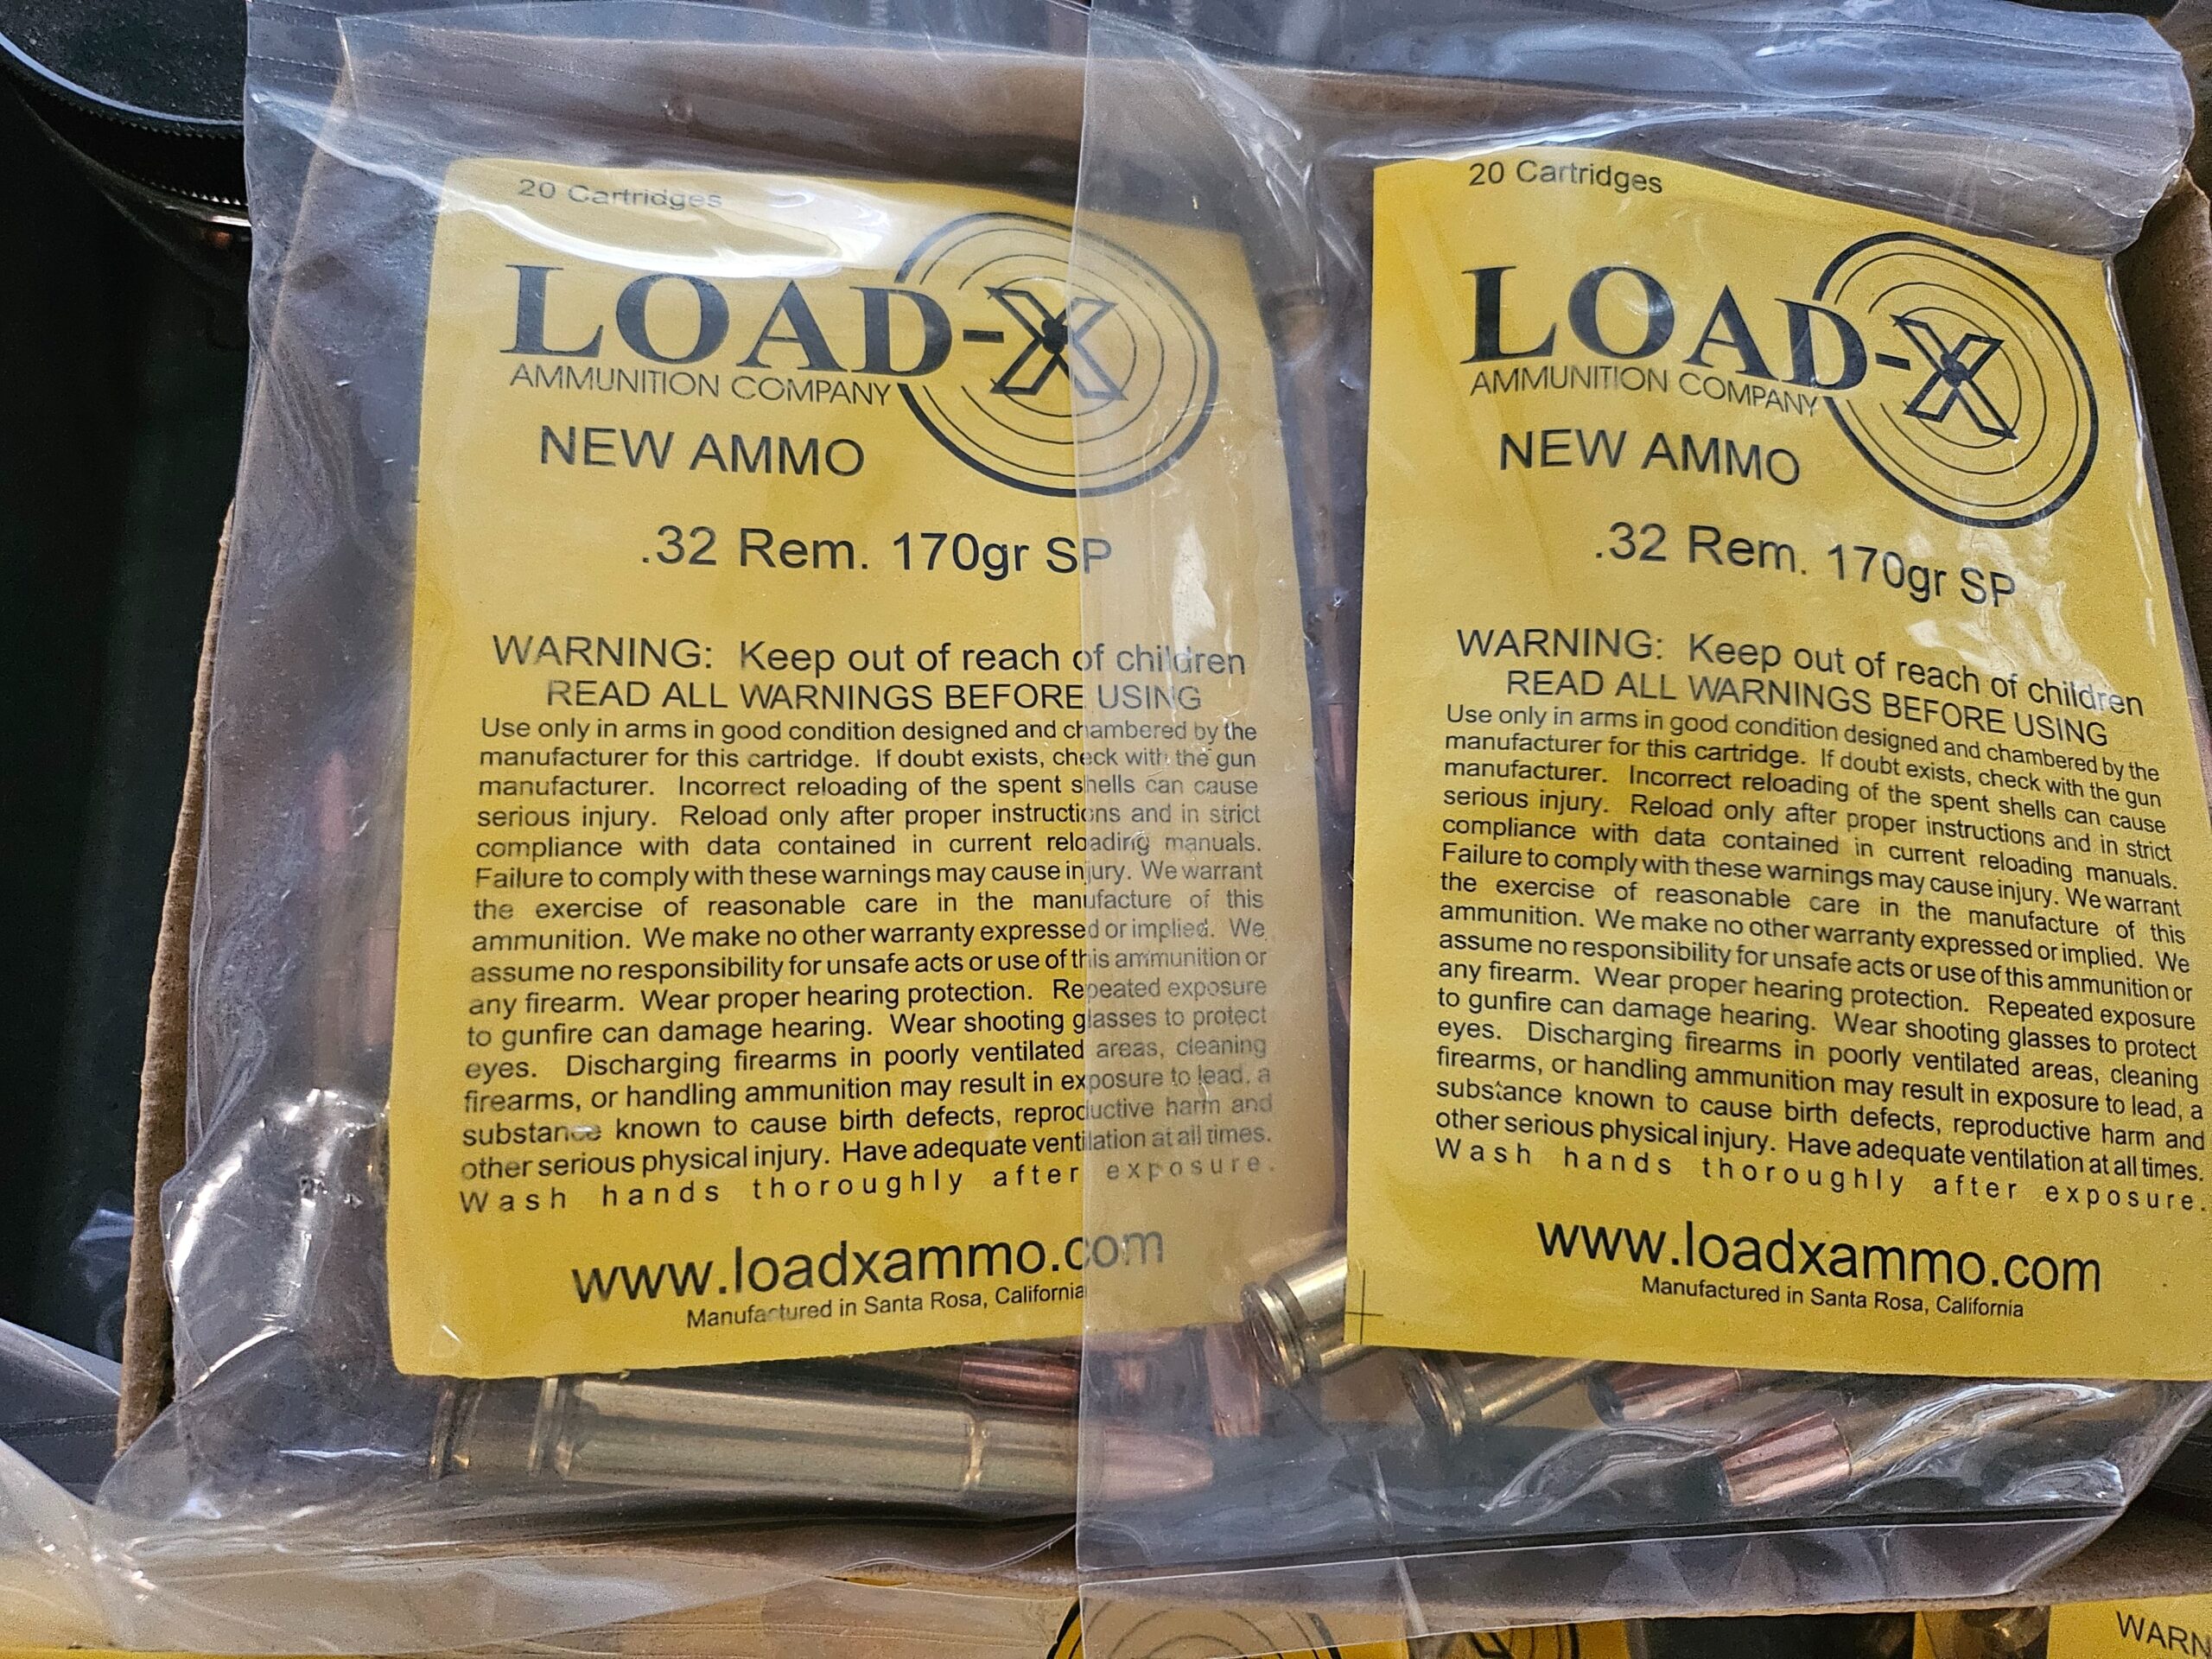 20 Cartridges
LOAD-X
AMMUNITION COMPANY
NEW AMMO
.32 Rem. 170gr SP
WARNING: Keep out of reach of children
READ ALL WARNINGS BEFORE USING
Use only in arms in good condition designed and chambered by the
manufacturer for this cartridge. If doubt exists, check with the gun
manufacturer. Incorrect reloading of the spent shells can cause
serious injury. Reload only after proper instructions and in strict
compliance with data contained in current reloading manuals.
Failure to comply with these warnings may cause injury. We warrant
the exercise of reasonable care in the manufacture of this
ammunition. We make no other warranty expressed or implied. We
assume no responsibility for unsafe acts or use of this ammunition or
any firearm. Wear proper hearing protection. Repeated exposure
to gunfire can damage hearing. Wear shooting glasses to protect
eyes. Discharging firearms in poorly ventilated areas, cleaning
firearms, or handling ammunition may result in exposure to lead, a
substance known to cause birth defects, reproductive harm and
other serious physical injury. Have adequate ventilation at all times.
Wash hands thoroughly after exposure.
www.loadxammo.com
Manufactured in Santa Rosa, California
20 Cartridges
LOAD-X
AMMUNITION COMPANY
NEW AMMO
.32 Rem. 170gr SP
WARNING: Keep out of reach of children
READ ALL WARNINGS BEFORE USING
Use only in arms in good condition designed and chambered by the
manufacturer for this cartridge. If doubt exists, check with the gun
manufacturer. Incorrect reloading of the spent shells can cause
serious injury. Reload only after proper instructions and in strict
compliance with data contained in current reloading manuals.
Failure to comply with these warnings may cause injury. We warrant
the exercise of reasonable care in the manufacture of this
ammunition. We make no other warranty expressed or implied. We
assume no responsibility for unsafe acts or use of this ammunition or
any firearm. Wear proper hearing protection. Repeated exposure
to gunfire can damage hearing. Wear shooting glasses to protect
eyes. Discharging firearms in poorly ventilated areas, cleaning
firearms, or handling ammunition may result in exposure to lead, a
substance known to cause birth defects, reproductive harm and
other serious physical injury. Have adequate ventilation at all times.
Wash hands thoroughly after exposure.
www.loadxammo.com
Manufactured in Santa Rosa, California